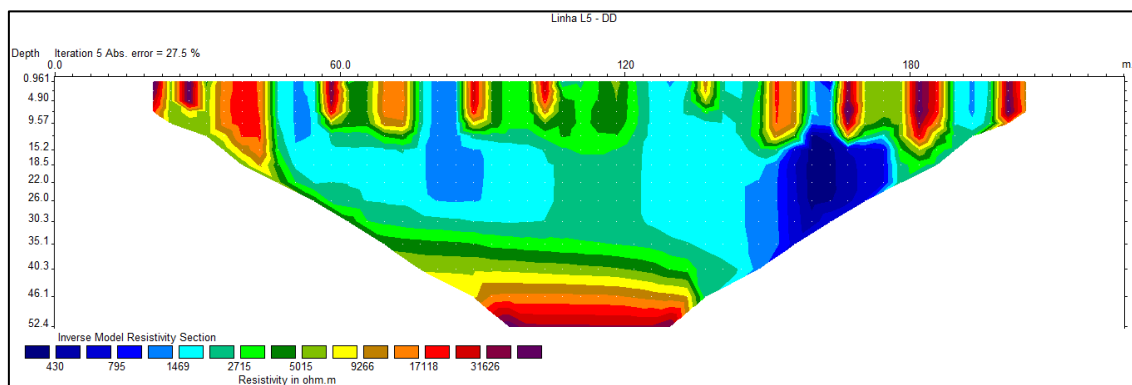 Linha L5 - DD
Depth Iteration 5 Abs. error = 27.5 %
0.0 60.0 120 180 m.
0.961
4.90
9.57
15.2
18.5
22.0
26.0
30.3
35.1
40.3
46.1
52.4
Inverse Model Resistivity Section
430 795 1469 2715 5015 9266 17118 31626
Resistivity in ohm.m